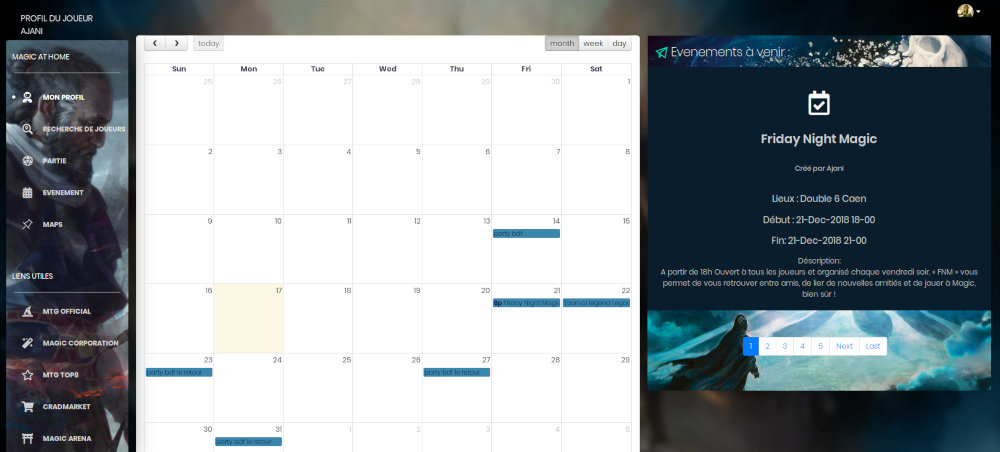 PROFIL DU JOUEUR
AJANI
MAGIC AT HOME
MON PROFIL
RECHERCHE DE JOUEURS
PARTIE
EVENEMENT
MAPS
LIENS UTILES
MTG OFFICIAL
MAGIC CORPORATION
MTG TOP8
CRADMARKET
MAGIC ARENA
today
month week day
Sun Mon Tue Wed Thu Fri Sat
25 26 27 28 29 30 1
2 3 4 5 6 7 8
9 10 11 12 13 14 15
party bdf
16 17 18 19 20 21 22
6p Friday Night Magic
Tournoi legend Legac
23 24 25 26 27 28 29
party bdf le retour
party bdf le retour
30 31 1 2 3 4 5
party bdf le retour
Evenements à venir :
Friday Night Magic
Créé par Ajani
Lieux : Double 6 Caen
Début : 21-Dec-2018 18-00
Fin: 21-Dec-2018 21-00
Déscription:
A partir de 18h Ouvert à tous les joueurs et organisé chaque vendredi soir, « FNM » vous
permet de vous retrouver entre amis, de lier de nouvelles amitiés et de jouer à Magic,
bien sûr !
1 2 3 4 5 Next Last